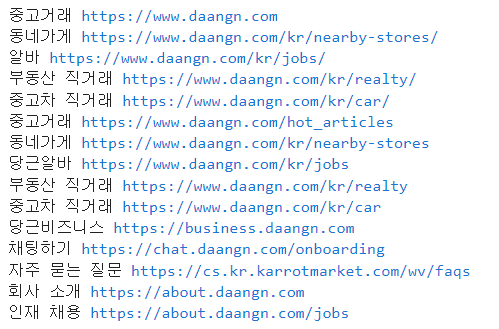 중고거래 https://www.daangn.com
동네가게 https://www.daangn.com/kr/nearby-stores/
알바 https://www.daangn.com/kr/jobs/
부동산 직거래 https://www.daangn.com/kr/realty/
중고차 직거래 https://www.daangn.com/kr/car/
중고거래 https://www.daangn.com/hot_articles
동네가게 https://www.daangn.com/kr/nearby-stores
당근알바 https://www.daangn.com/kr/jobs
부동산 직거래 https://www.daangn.com/kr/realty
중고차 직거래 https://www.daangn.com/kr/car
당근비즈니스 https://business.daangn.com
채팅하기 https://chat.daangn.com/onboarding
자주 묻는 질문 https://cs.kr.karrotmarket.com/wv/faqs
회사 소개 https://about.daangn.com
인재 채용 https://about.daangn.com/jobs